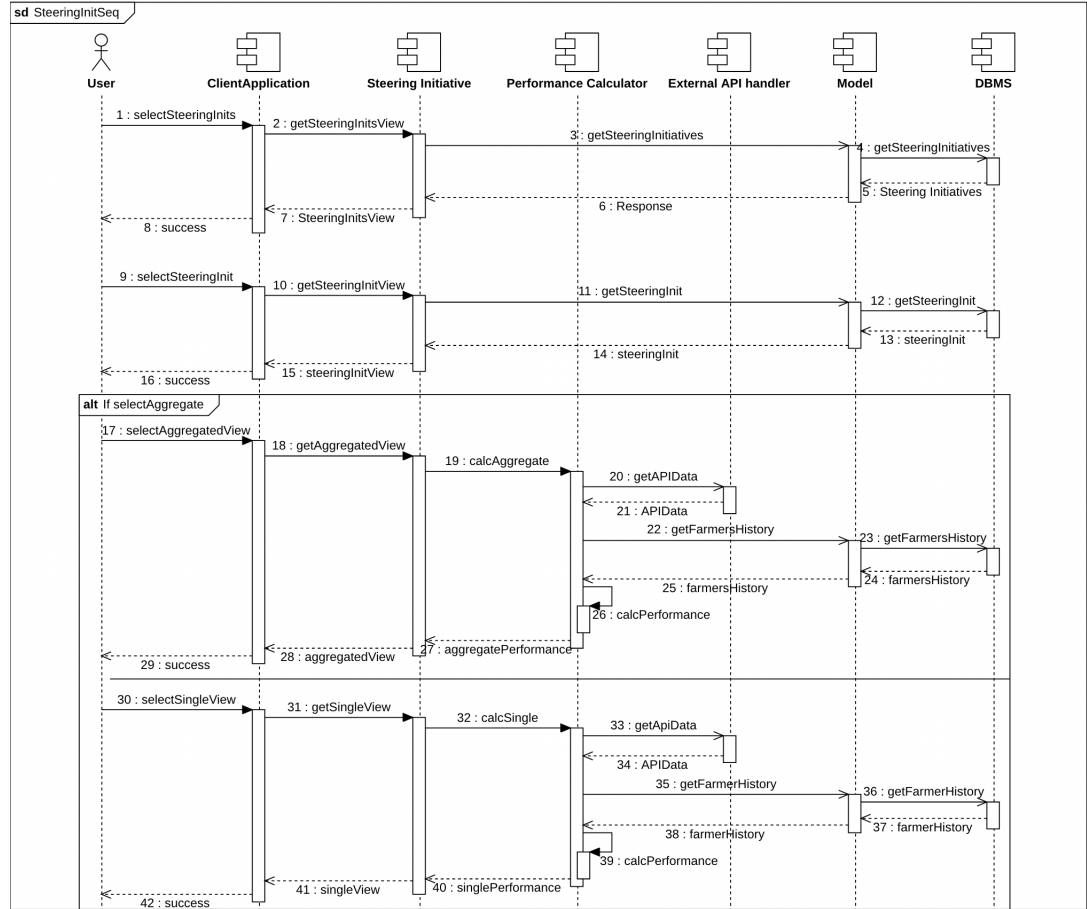 sd SteeringInitSeq
User
ClientApplication
Steering Initiative
Performance Calculator
External API handler
Model
DBMS
1 : selectSteeringInits
2 : getSteeringInitsView
3 : getSteeringInitiatives
4 : getSteeringInitiatives
5 : Steering Initiatives
6 : Response
7 : SteeringInitsView
8 : success
9 : selectSteeringInit
10 : getSteeringInitView
11 : getSteeringInit
12 : getSteeringInit
13 : steeringInit
14 : steeringInit
15 : steeringInitView
16 : success
alt If selectAggregate
17 : selectAggregatedView
18 : getAggregatedView
19 : calcAggregate
20 : getAPIData
21 : APIData
22 : getFarmersHistory
23 : getFarmersHistory
24 : farmersHistory
25 : farmersHistory
26 : calcPerformance
27 : aggregatePerformance
28 : aggregatedView
29 : success
30 : selectSingleView
31 : getSingleView
32 : calcSingle
33 : getApiData
34 : APIData
35 : getFarmerHistory
36 : getFarmerHistory
37 : farmerHistory
38 : farmerHistory
39 : calcPerformance
40 : singlePerformance
41 : singleView
42 : success